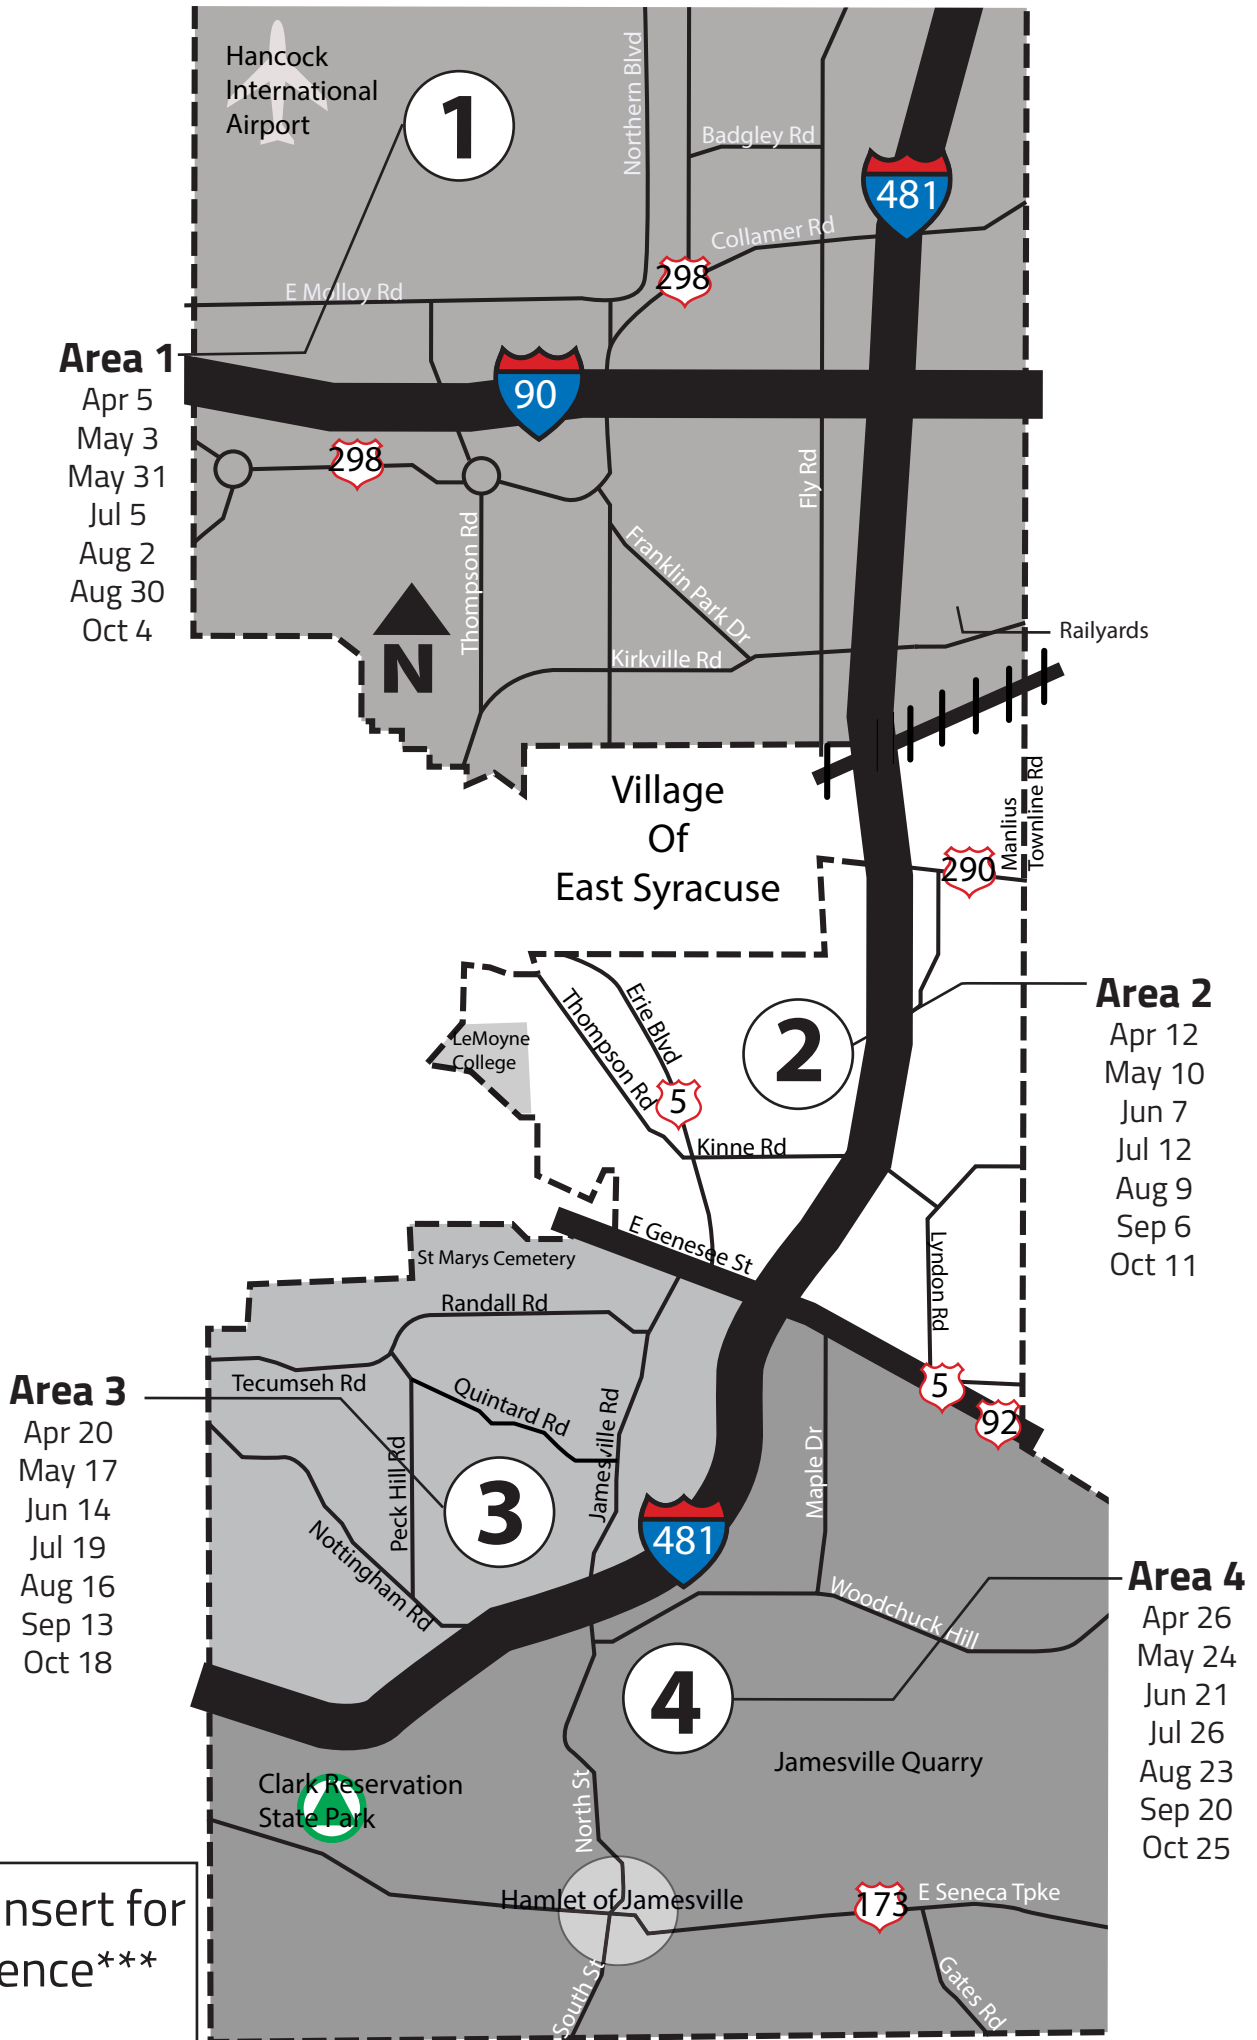 Hancock
International
Airport
1
Northern Blvd
Badgley Rd
481
Collamer Rd
298
E Molloy Rd
Area 1
Apr 5
May 3
May 31
Jul 5
Aug 2
Aug 30
Oct 4
90
298
Fly Rd
Thompson Rd
Franklin Park Dr
N
Kirkville Rd
Railyards
Village
Of
East Syracuse
Manlius
Townline Rd
290
Area 2
Apr 12
May 10
Jun 7
Jul 12
Aug 9
Sep 6
Oct 11
LeMoyne
College
Erie Blvd
Thompson Rd
2
5
Kinne Rd
E Genesee St
Lyndon Rd
St Marys Cemetery
Randall Rd
Tecumseh Rd
Quintard Rd
Jamesville Rd
5
92
Area 3
Apr 20
May 17
Jun 14
Jul 19
Aug 16
Sep 13
Oct 18
Peck Hill Rd
3
Maple Dr
481
Nottingham Rd
Woodchuck Hill
Area 4
Apr 26
May 24
Jun 21
Jul 26
Aug 23
Sep 20
Oct 25
4
Jamesville Quarry
Clark Reservation
State Park
North St
Hamlet of Jamesville
173
E Seneca Tpke
South St
Gates Rd
nsert for
ence***